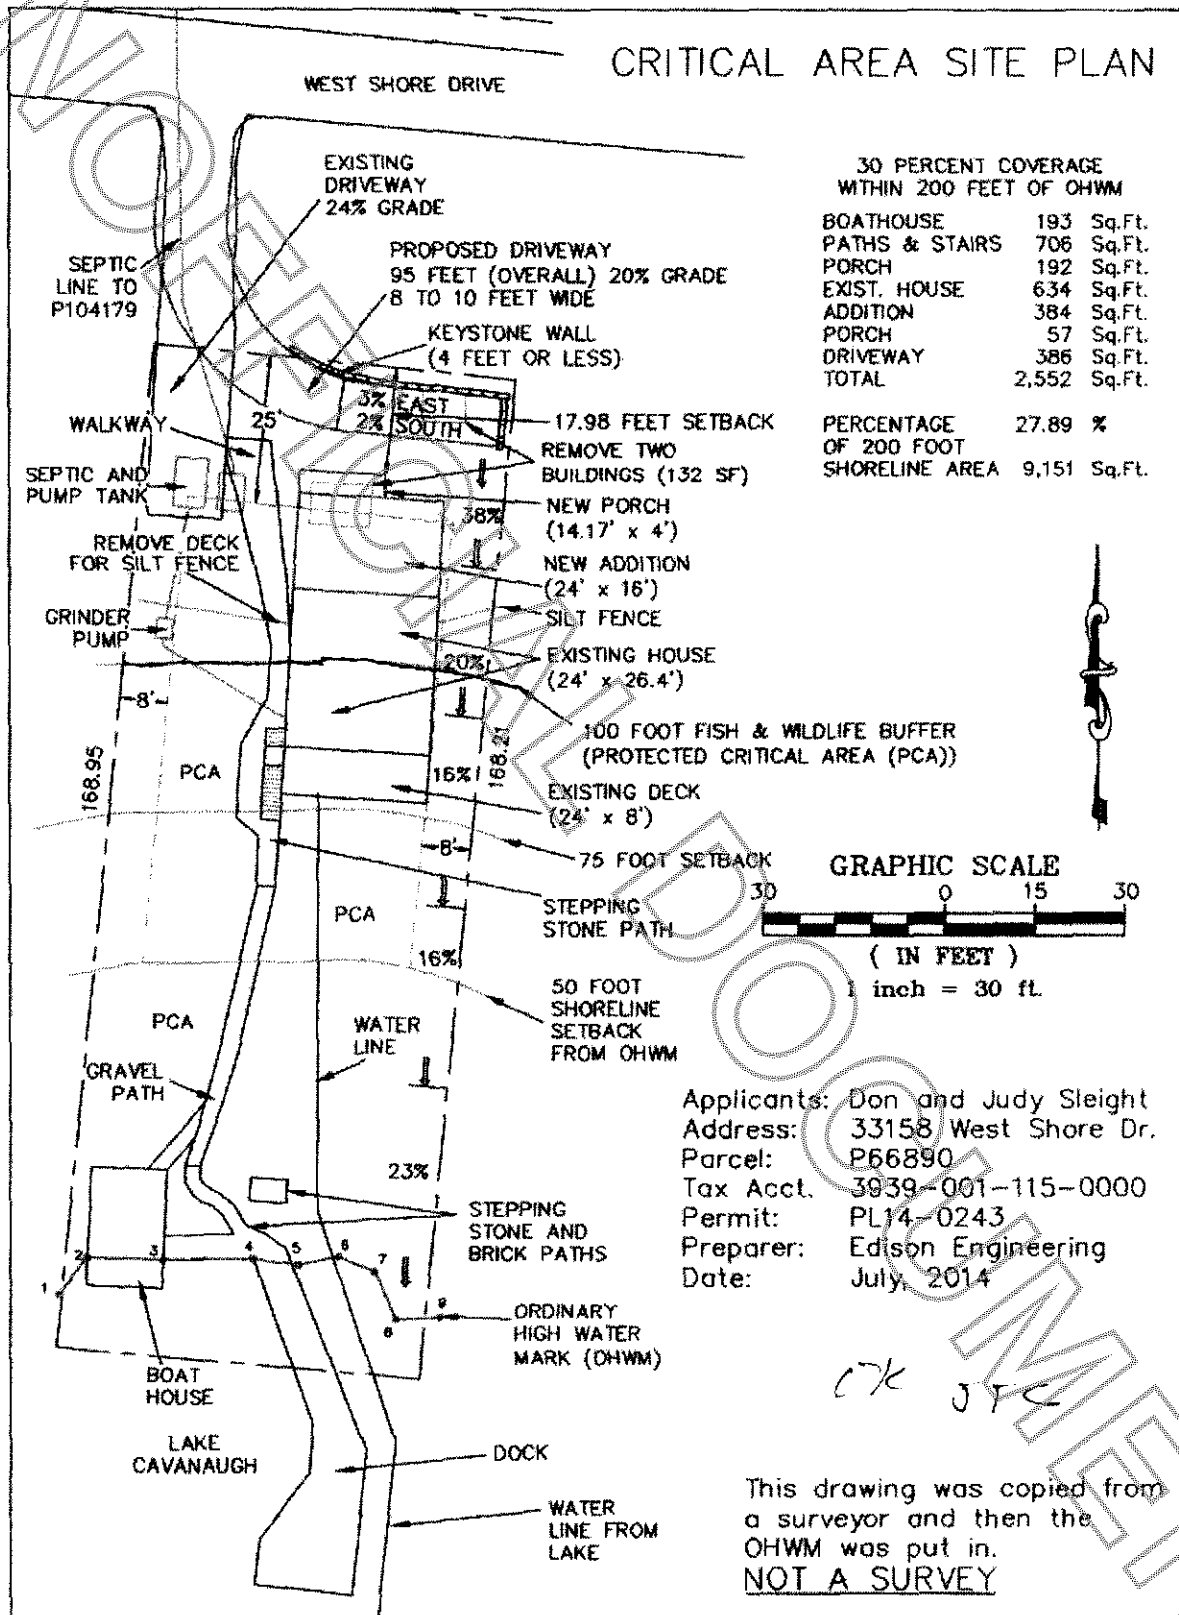 CRITICAL AREA SITE PLAN
WEST SHORE DRIVE
EXISTING
DRIVEWAY
24% GRADE
30 PERCENT COVERAGE
WITHIN 200 FEET OF OHWM
BOATHOUSE 193 Sq.Ft.
PATHS & STAIRS 706 Sq.Ft.
PORCH 192 Sq.Ft.
EXIST. HOUSE 634 Sq.Ft.
ADDITION 384 Sq.Ft.
PORCH 57 Sq.Ft.
DRIVEWAY 386 Sq.Ft.
TOTAL 2,552 Sq.Ft.
PERCENTAGE 27.89 %
OF 200 FOOT
SHORELINE AREA 9,151 Sq.Ft.
SEPTIC
LINE TO
P104179
PROPOSED DRIVEWAY
95 FEET (OVERALL) 20% GRADE
8 TO 10 FEET WIDE
KEYSTONE WALL
(4 FEET OR LESS)
3% EAST
2% SOUTH
25'
17.98 FEET SETBACK
WALKWAY
REMOVE TWO
BUILDINGS (132 SF)
SEPTIC AND
PUMP TANK
NEW PORCH
(14.17' x 4')
38%
REMOVE DECK
FOR SILT FENCE
NEW ADDITION
(24' x 16')
SILT FENCE
GRINDER
PUMP
EXISTING HOUSE
(24' x 26.4')
20%
8'
100 FOOT FISH & WILDLIFE BUFFER
(PROTECTED CRITICAL AREA (PCA))
168.95
PCA
16%
168.21
EXISTING DECK
(24' x 8')
8'
75 FOOT SETBACK
GRAPHIC SCALE
30 0 15 30
( IN FEET )
1 inch = 30 ft.
STEPPING
STONE PATH
PCA
16%
50 FOOT
SHORELINE
SETBACK
FROM OHWM
PCA
WATER
LINE
GRAVEL
PATH
23%
STEPPING
STONE AND
BRICK PATHS
1 2 3 4 5 6 7 8 9
ORDINARY
HIGH WATER
MARK (OHWM)
BOAT
HOUSE
LAKE
CAVANAUGH
DOCK
WATER
LINE FROM
LAKE
Applicants: Don and Judy Sleight
Address: 33158 West Shore Dr.
Parcel: P66890
Tax Acct. 3939-001-115-0000
Permit: PL14-0243
Preparer: Edison Engineering
Date: July, 2014
OK
This drawing was copied from
a surveyor and then the
OHWM was put in.
NOT A SURVEY
UNOFFICIAL DOCUMENT